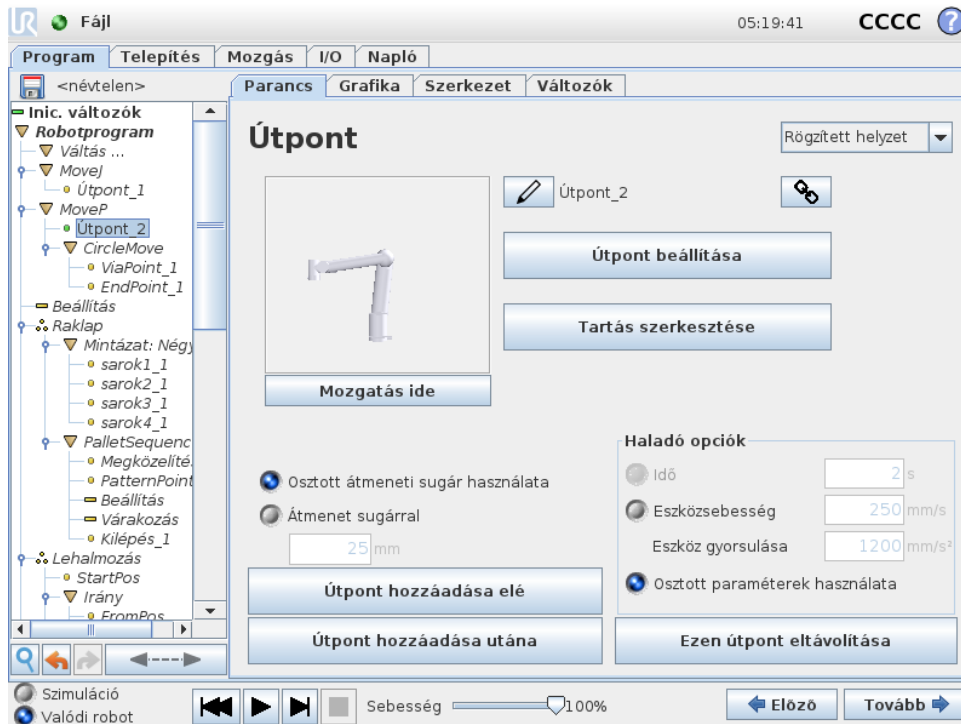 UR Fájl 05:19:41 CCCC ?
Program Telepítés Mozgás I/O Napló
<névtelen>
Parancs Grafika Szerkezet Változók
Inic. változók
Robotprogram
Váltás ...
MoveJ
Útpont_1
MoveP
Útpont_2
CircleMove
ViaPoint_1
EndPoint_1
Beállítás
Raklap
Mintázat: Négy
sarok1_1
sarok2_1
sarok3_1
sarok4_1
PalletSequenc
Megközelítés
PatternPoint
Beállítás
Várakozás
Kilépés_1
Lehalmozás
StartPos
Irány
FromPos
Útpont
Rögzített helyzet
Útpont_2
Útpont beállítása
Tartás szerkesztése
Mozgatás ide
Osztott átmeneti sugár használata
Átmenet sugárral
25 mm
Haladó opciók
Idő 2 s
Eszközsebesség 250 mm/s
Eszköz gyorsulása 1200 mm/s²
Osztott paraméterek használata
Útpont hozzáadása elé
Útpont hozzáadása utána
Ezen útpont eltávolítása
Szimuláció
Valódi robot
Sebesség 100%
Előző
Tovább